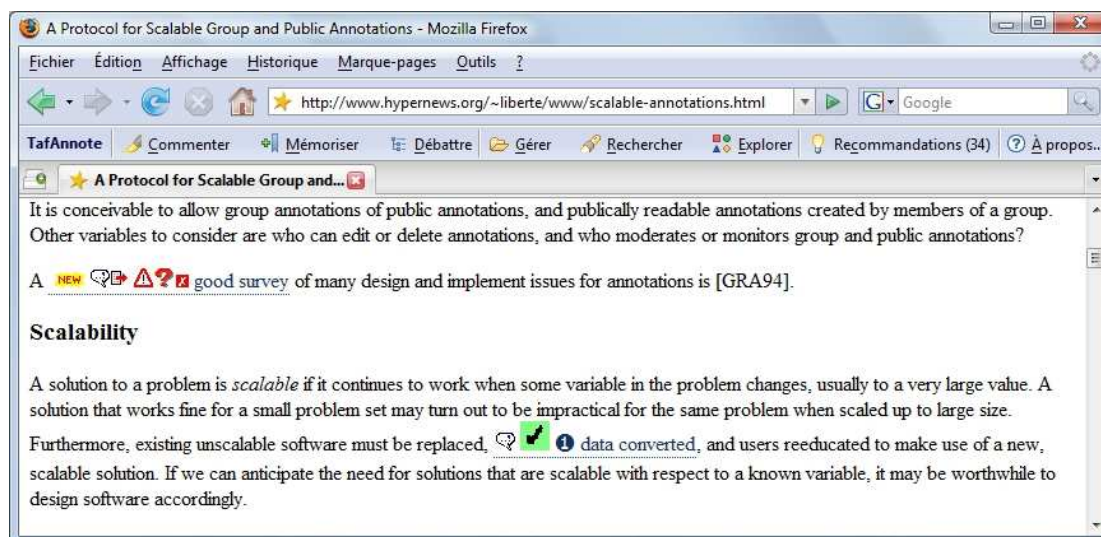 A Protocol for Scalable Group and Public Annotations - Mozilla Firefox
Fichier Édition Affichage Historique Marque-pages Outils ?
http://www.hypernews.org/~liberte/www/scalable-annotations.html G Google
TafAnnote Commenter Mémoriser Débattre Gérer Rechercher Explorer Recommandations (34) À propos...
A Protocol for Scalable Group and...
It is conceivable to allow group annotations of public annotations, and publically readable annotations created by members of a group.
Other variables to consider are who can edit or delete annotations, and who moderates or monitors group and public annotations?
A NEW good survey of many design and implement issues for annotations is [GRA94].
Scalability
A solution to a problem is scalable if it continues to work when some variable in the problem changes, usually to a very large value. A
solution that works fine for a small problem set may turn out to be impractical for the same problem when scaled up to large size.
Furthermore, existing unscalable software must be replaced, 1 data converted, and users reeducated to make use of a new,
scalable solution. If we can anticipate the need for solutions that are scalable with respect to a known variable, it may be worthwhile to
design software accordingly.